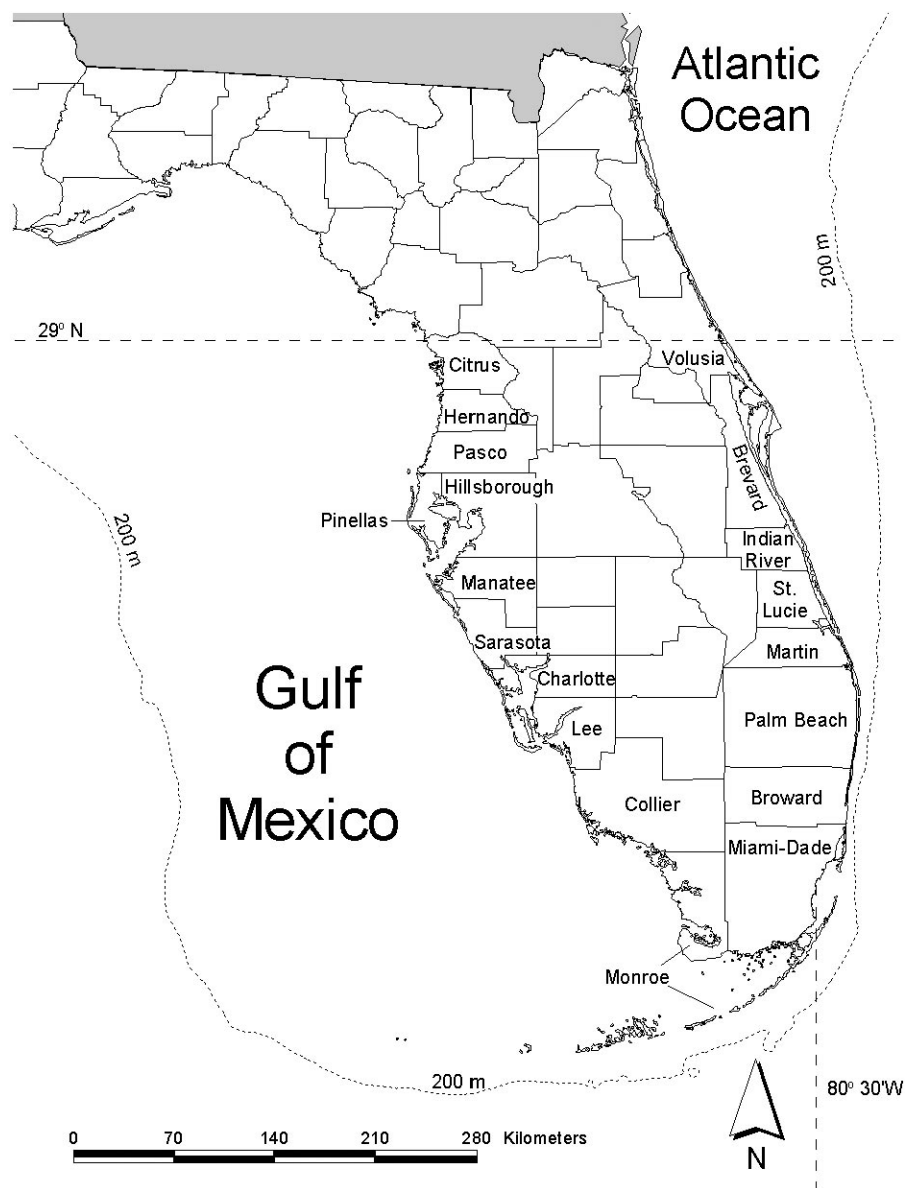 Atlantic
Ocean
200 m
29º N
Citrus
Volusia
Hernando
Pasco
Brevard
Hillsborough
Pinellas
200 m
Indian
River
Manatee
St.
Lucie
Sarasota
Martin
Charlotte
Gulf
of
Mexico
Lee
Palm Beach
Collier
Broward
Miami-Dade
Monroe
200 m
80º 30'W
0 70 140 210 280 Kilometers
N